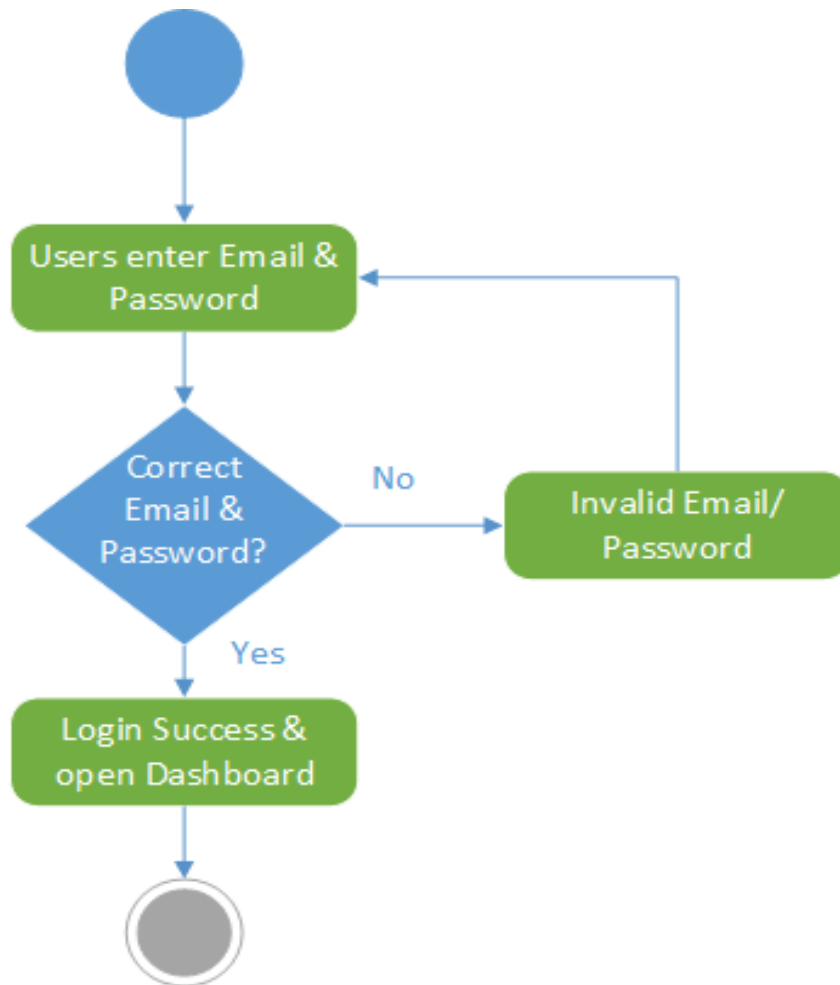 Users enter Email &
Password
Correct
Email &
Password?
No
Invalid Email/
Password
Yes
Login Success &
open Dashboard